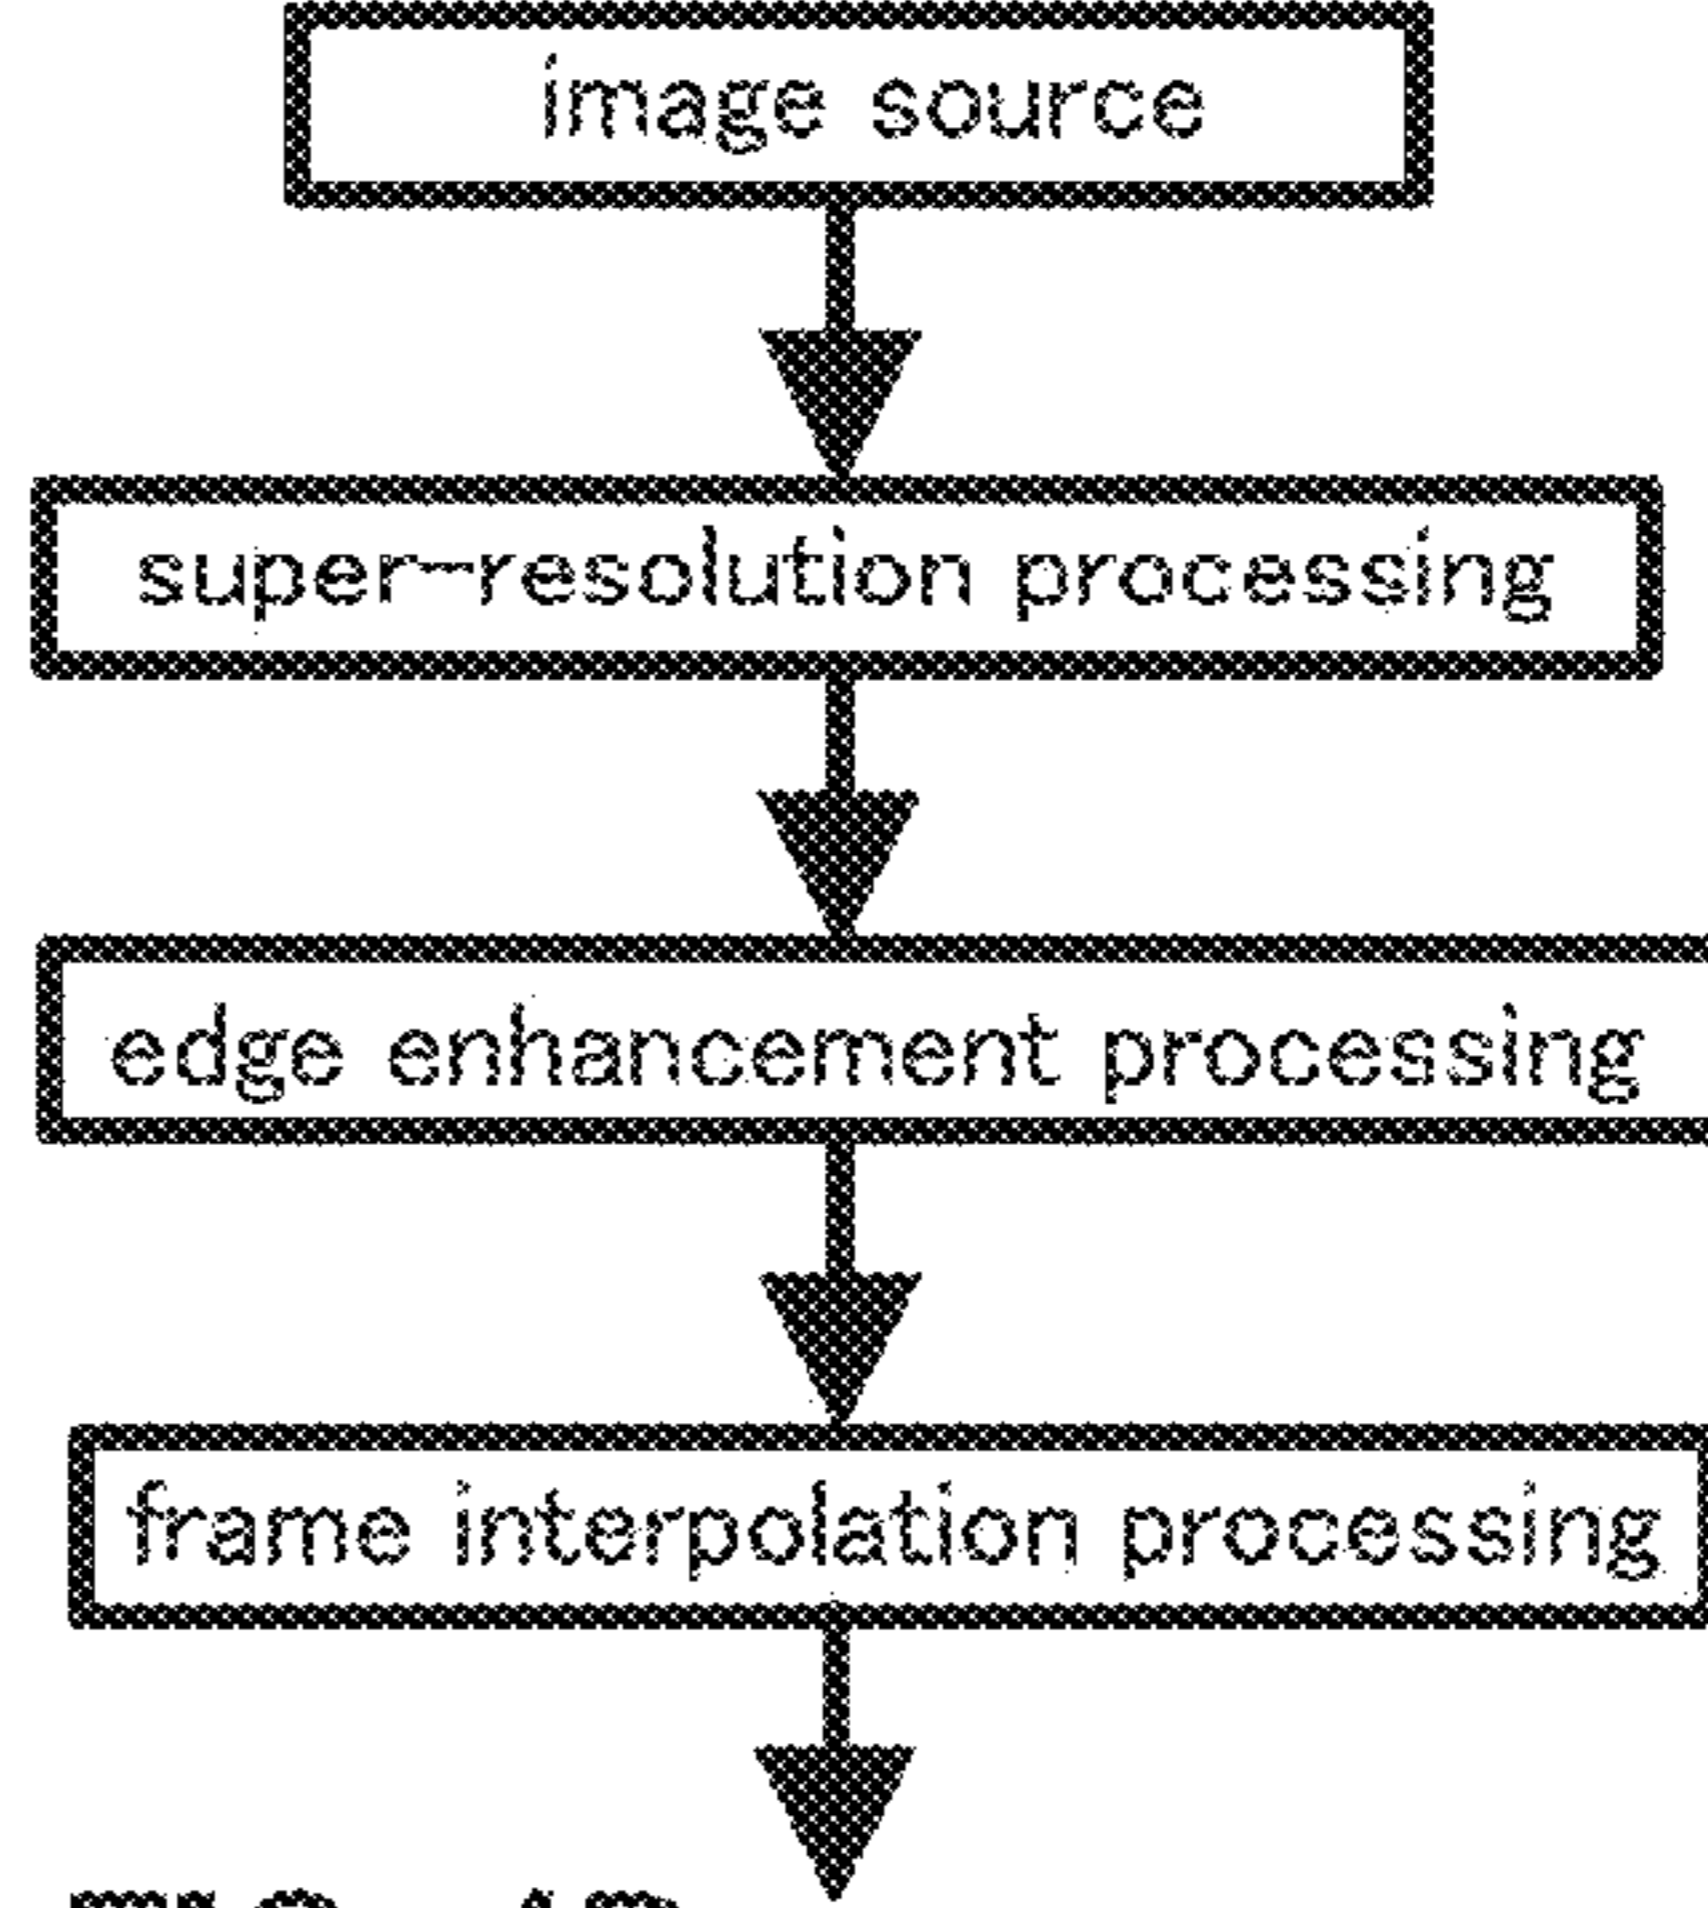 image source
super-resolution processing
edge enhancement processing
frame interpolation processing